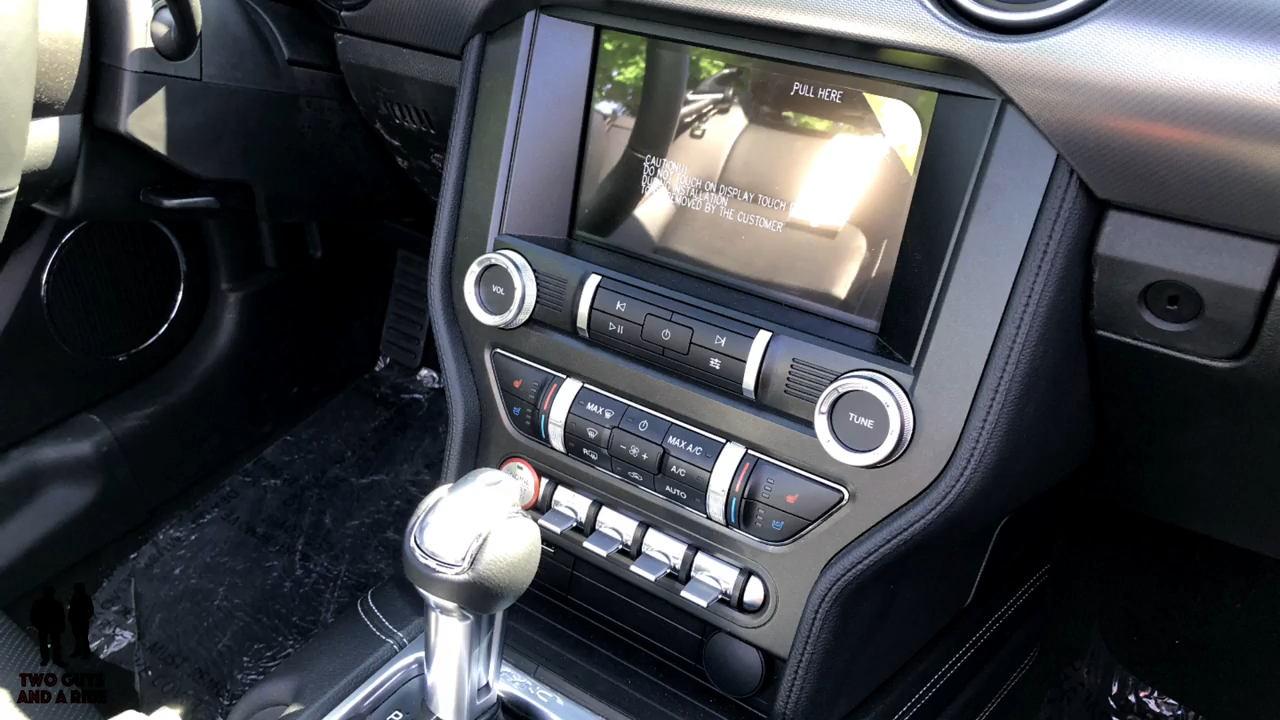 PULL HERE
CAUTION!!
DO NOT TOUCH ON DISPLAY TOUCH
DURING INSTALLATION
REMOVED BY THE CUSTOMER
VOL
TUNE
MAX
MAX A/C
R
A/C
AUTO
P
TWO GUYS
AND A RIDE